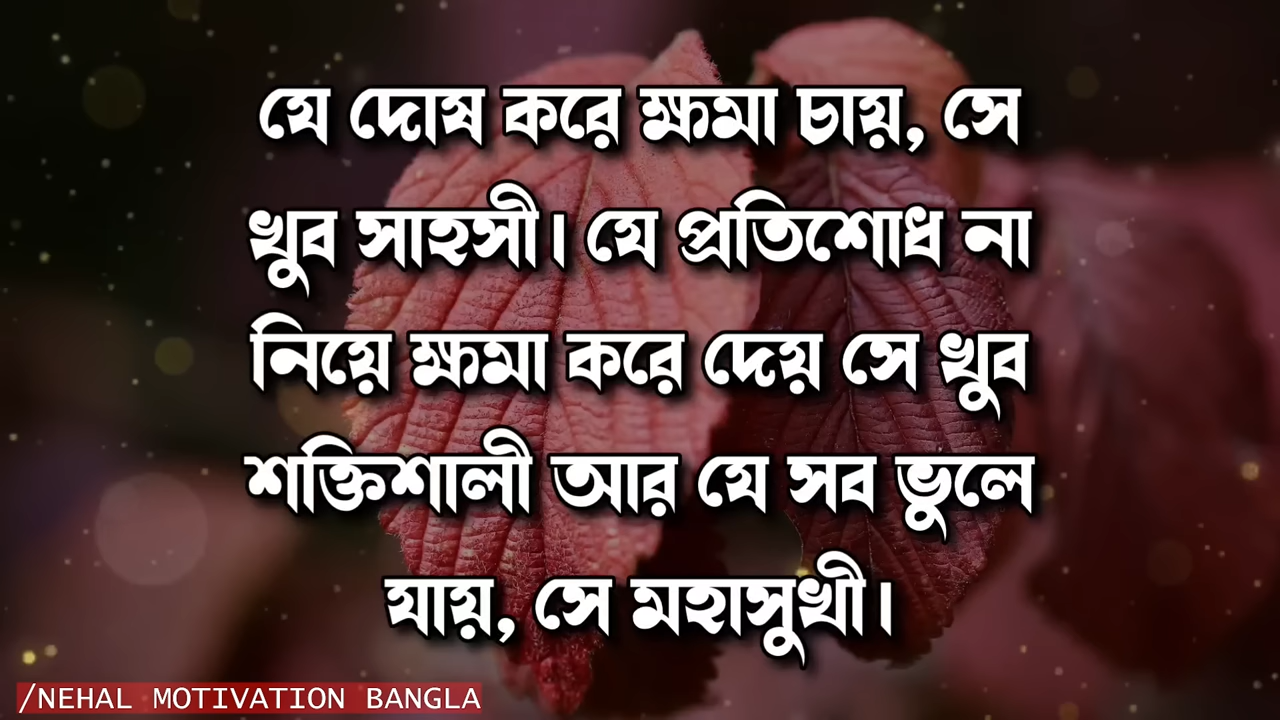 যে দোষ করে ক্ষমা চায়, সে
খুব সাহসী। যে প্রতিশোধ না
নিয়ে ক্ষমা করে দেয় সে খুব
শক্তিশালী আর যে সব ভুলে
যায়, সে মহাসুখী।
/NEHAL MOTIVATION BANGLA